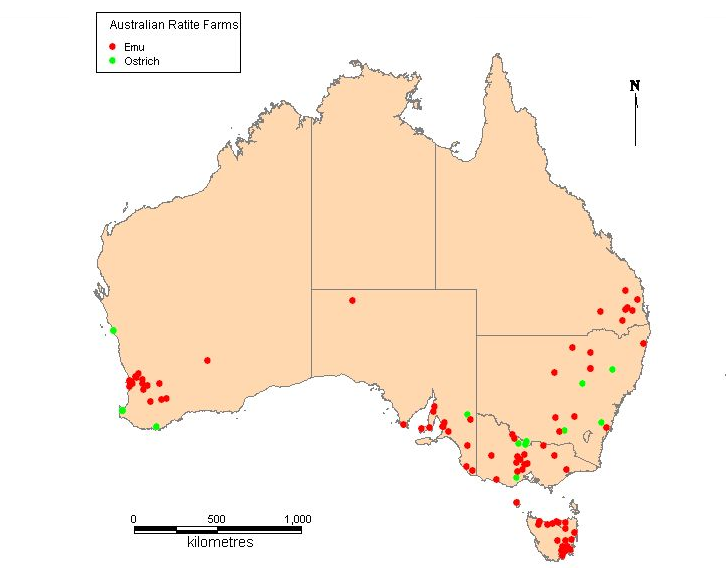 Australian Ratite Farms
Emu
Ostrich
N
0 500 1,000
kilometres